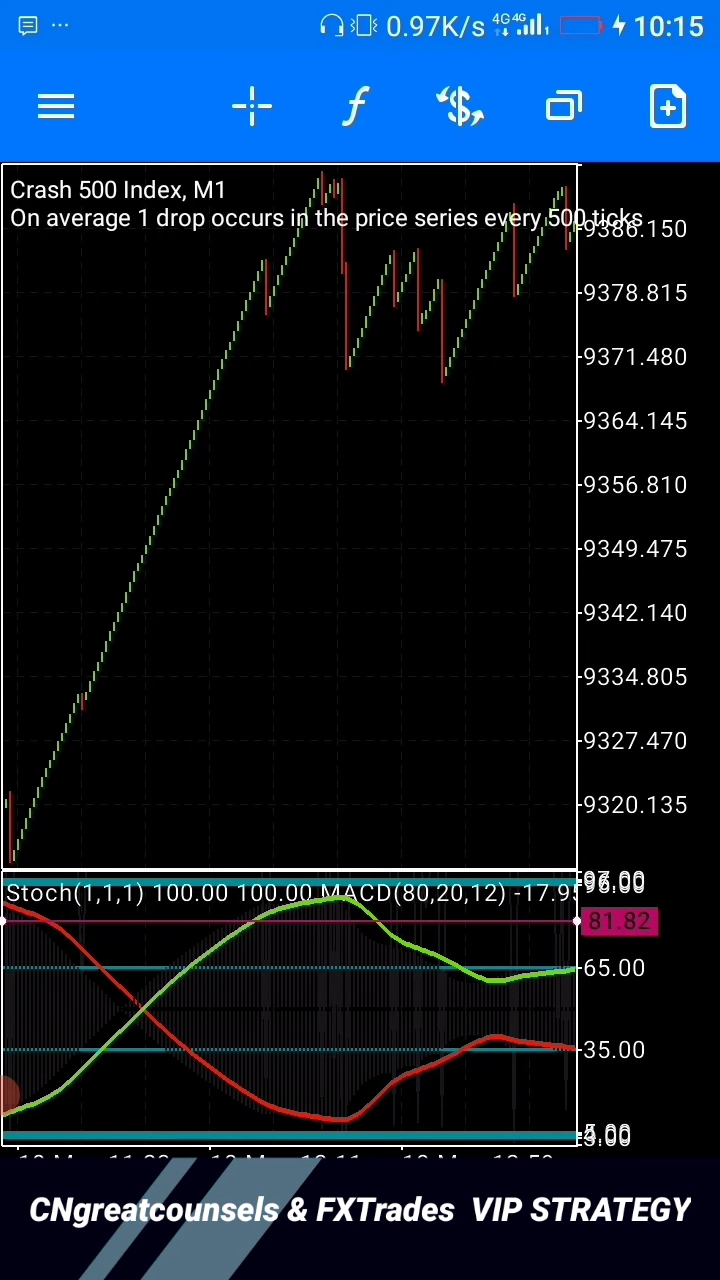 0.97K/s 4G 4G 10:15
Crash 500 Index, M1
On average 1 drop occurs in the price series every 500 ticks
9386.150
9378.815
9371.480
9364.145
9356.810
9349.475
9342.140
9334.805
9327.470
9320.135
Stoch(1,1,1) 100.00 100.00 MACD(80,20,12) -17.95
81.82
65.00
35.00
CNgreatcounsels & FXTrades VIP STRATEGY